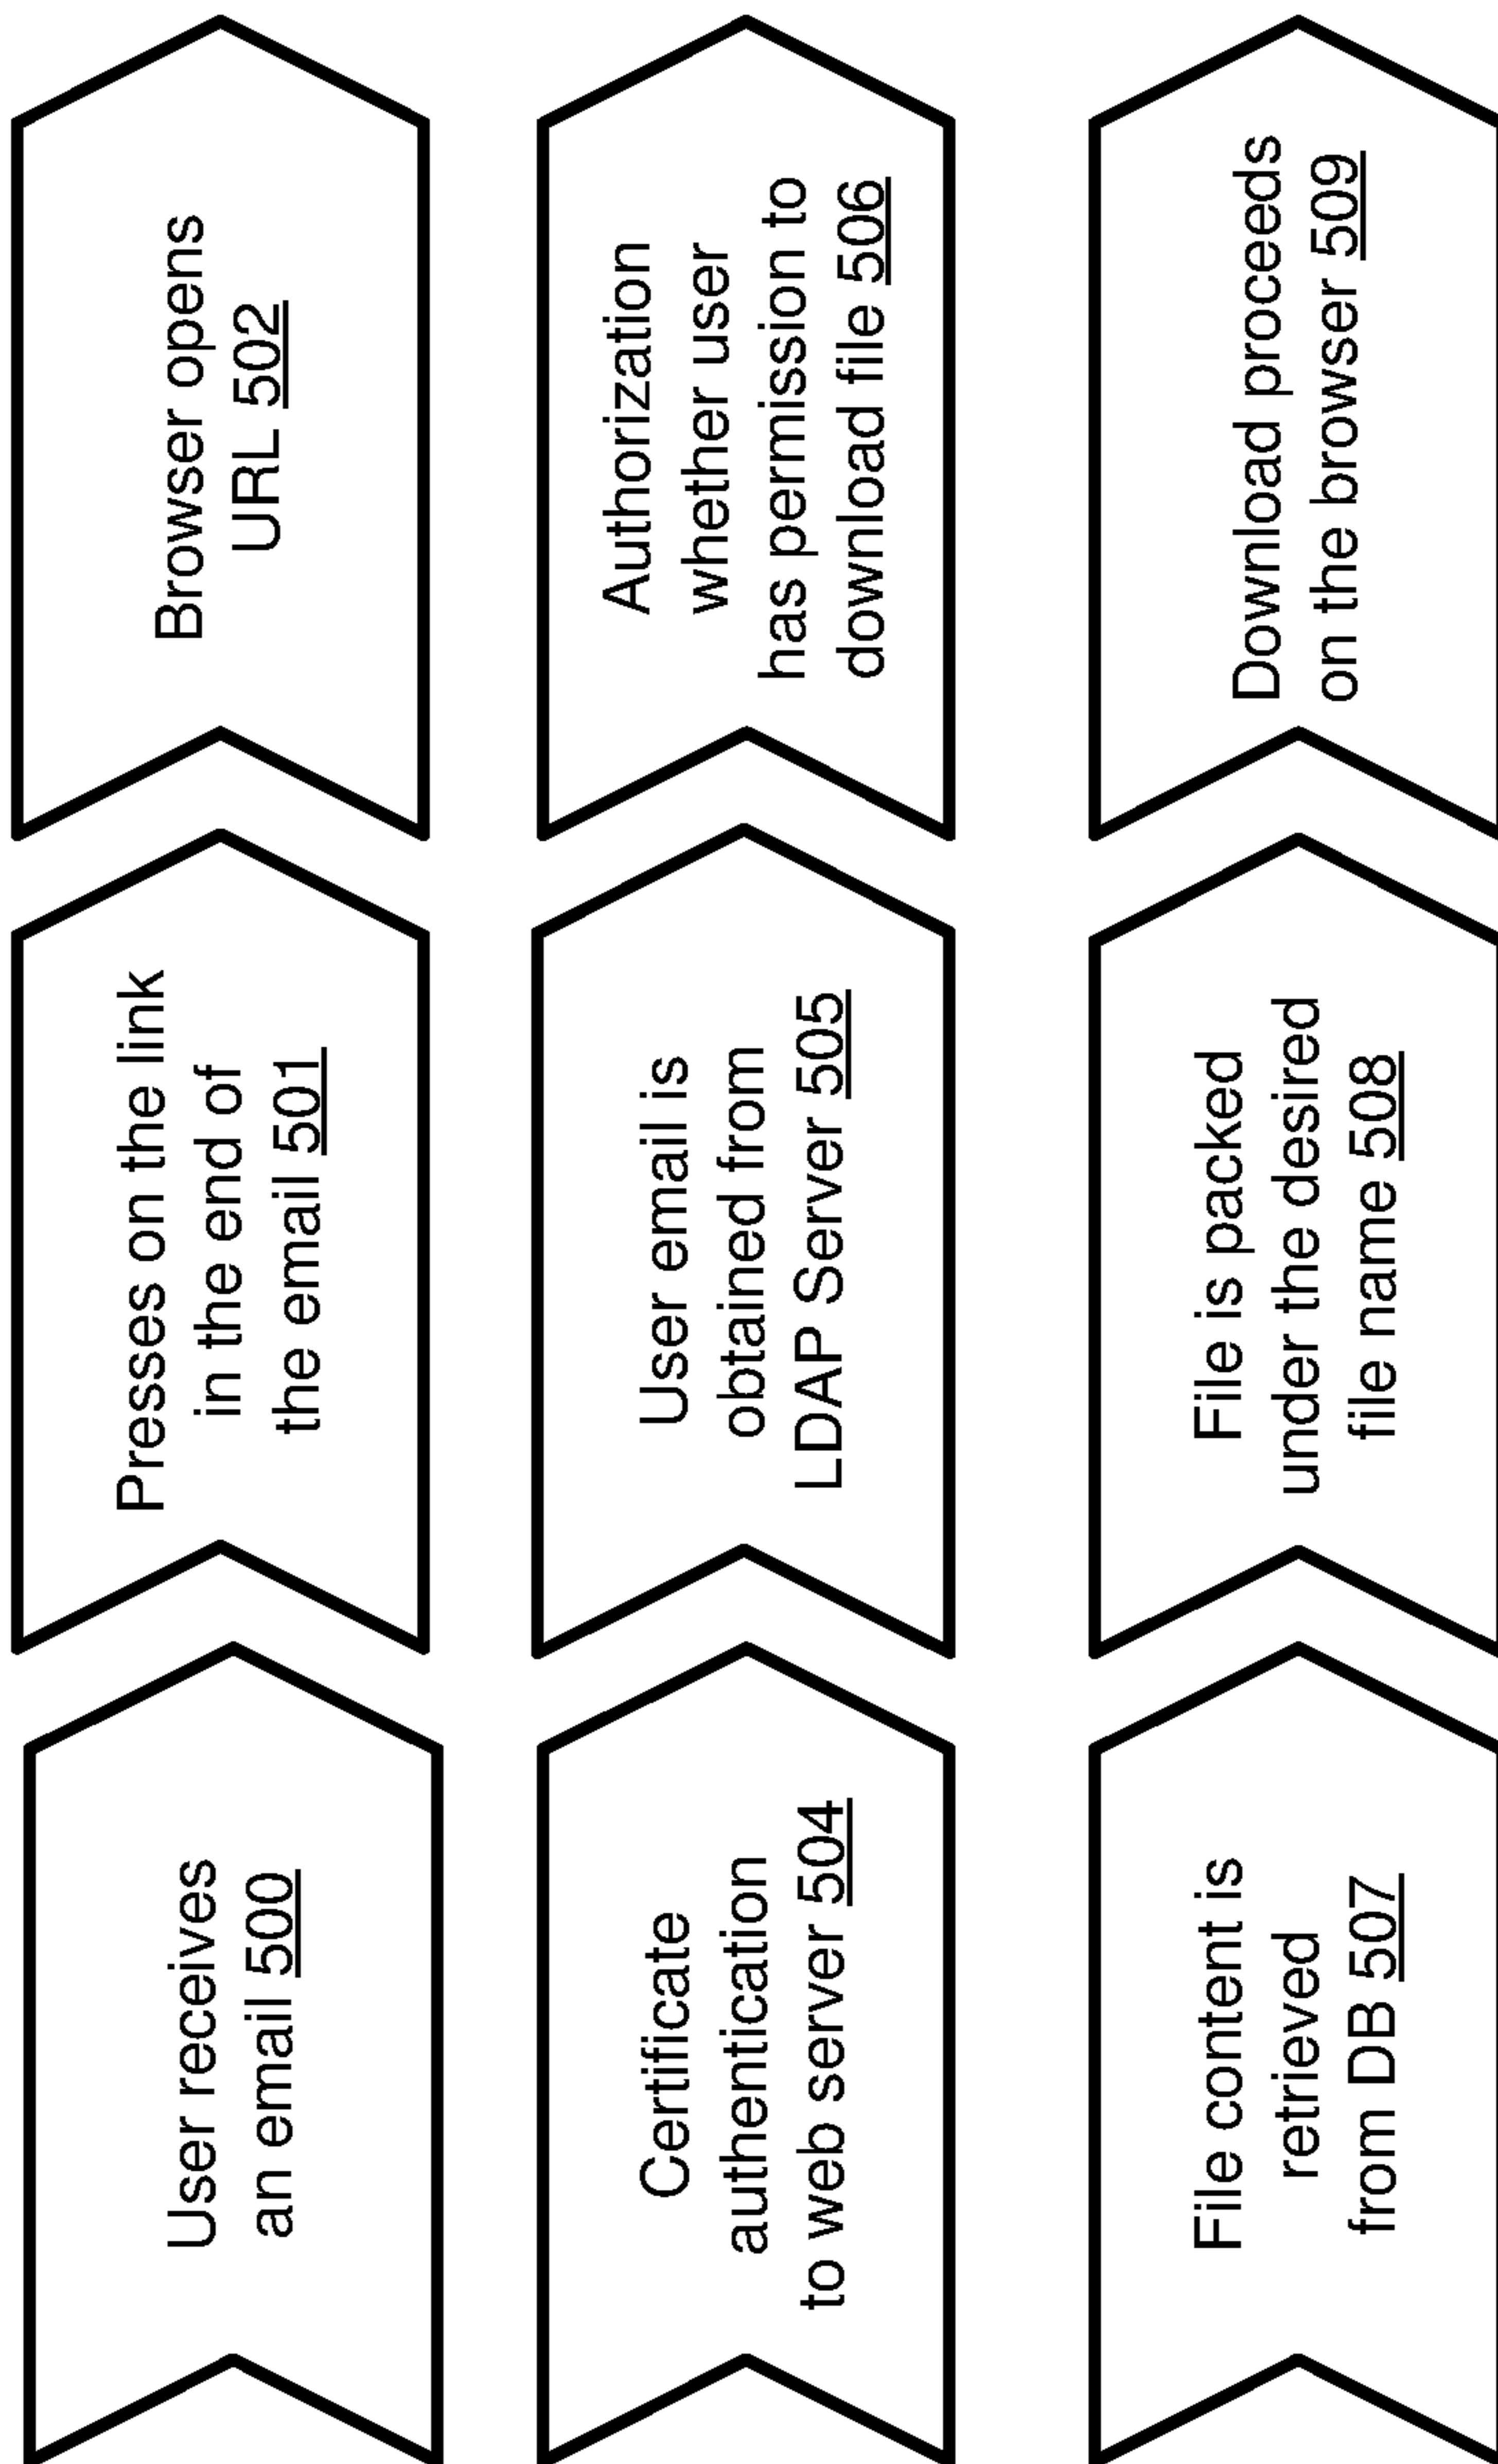 User receives
an email 500
Presses on the link
in the end of
the email 501
Browser opens
URL 502
Certificate
authentication
to web server 504
User email is
obtained from
LDAP Server 505
Authorization
whether user
has permission to
download file 506
File content is
retrieved
from DB 507
File is packed
under the desired
file name 508
Download proceeds
on the browser 509